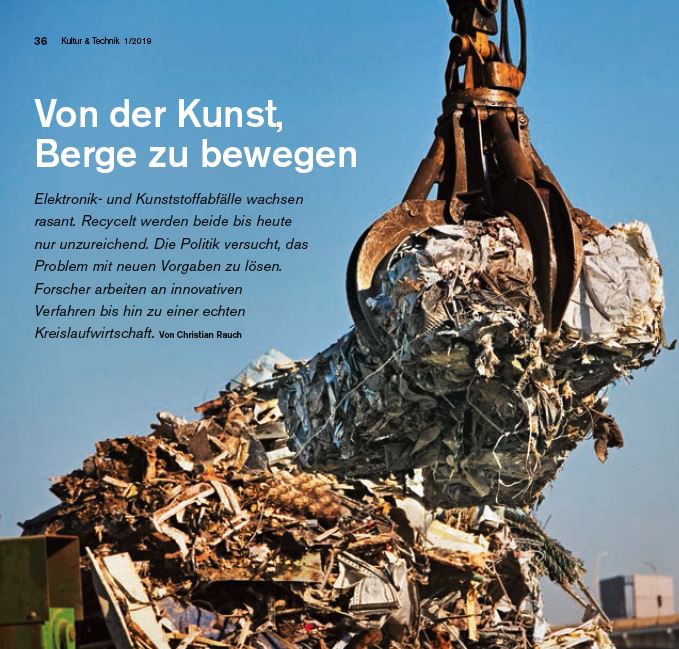 36 Kultur & Technik 1/2019
Von der Kunst,
Berge zu bewegen
Elektronik- und Kunststoffabfälle wachsen
rasant. Recycelt werden beide bis heute
nur unzureichend. Die Politik versucht, das
Problem mit neuen Vorgaben zu lösen.
Forscher arbeiten an innovativen
Verfahren bis hin zu einer echten
Kreislaufwirtschaft. Von Christian Rauch